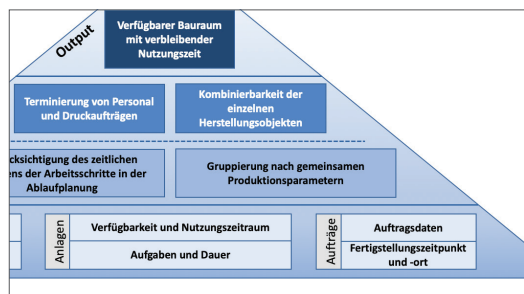 Output
Verfügbarer Bauraum
mit verbleibender
Nutzungszeit
Terminierung von Personal
und Druckaufträgen
Kombinierbarkeit der
einzelnen
Herstellungsobjekten
cksichtigung des zeitlichen
ens der Arbeitsschritte in der
Ablaufplanung
Gruppierung nach gemeinsamen
Produktionsparametern
Anlagen
Verfügbarkeit und Nutzungszeitraum
Aufgaben und Dauer
Aufträge
Auftragsdaten
Fertigstellungszeitpunkt
und -ort